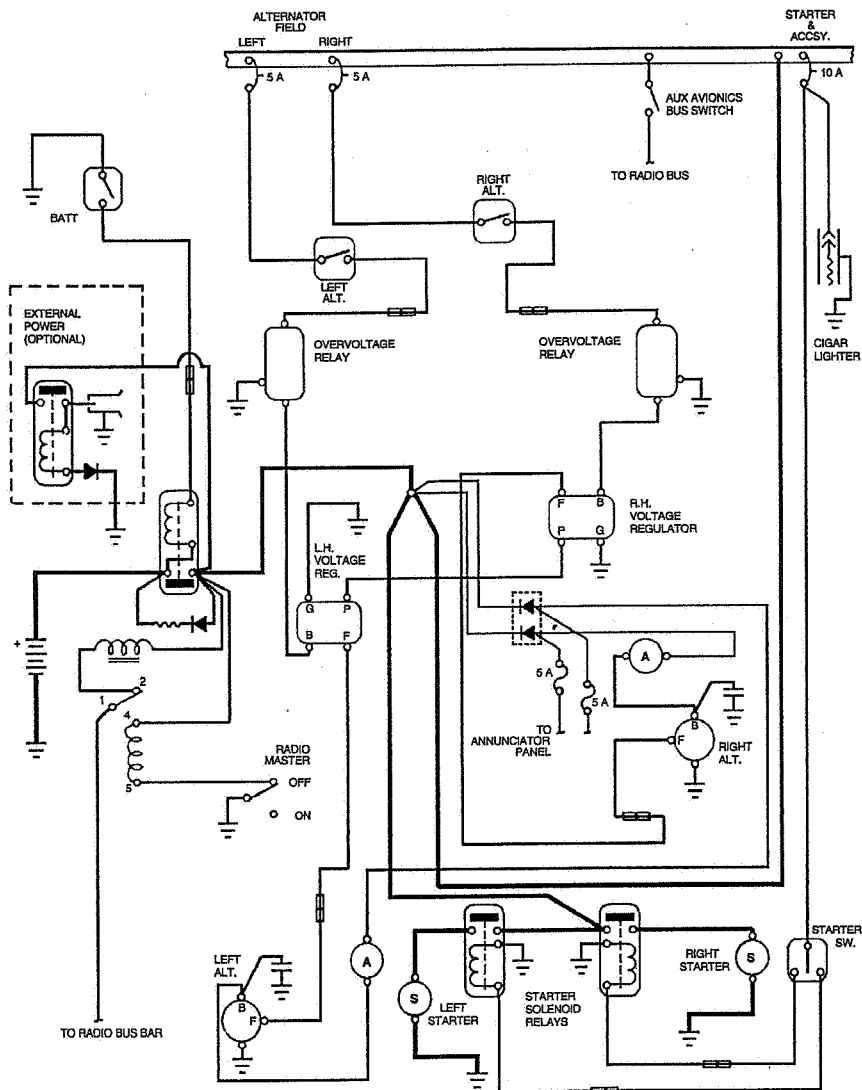 ALTERNATOR
FIELD
LEFT
RIGHT
5 A
5 A
STARTER
&
ACCSY.
10 A
AUX AVIONICS
BUS SWITCH
TO RADIO BUS
BATT
RIGHT
ALT.
LEFT
ALT.
EXTERNAL
POWER
(OPTIONAL)
OVERVOLTAGE
RELAY
OVERVOLTAGE
RELAY
CIGAR
LIGHTER
F
B
P
G
R.H.
VOLTAGE
REGULATOR
L.H.
VOLTAGE
REG.
G
P
B
F
+
2
1
4
5
RADIO
MASTER
OFF
ON
5 A
5 A
TO
ANNUNCIATOR
PANEL
A
B
F
RIGHT
ALT.
LEFT
ALT.
B
F
A
S
LEFT
STARTER
STARTER
SOLENOID
RELAYS
RIGHT
STARTER
S
STARTER
SW.
TO RADIO BUS BAR